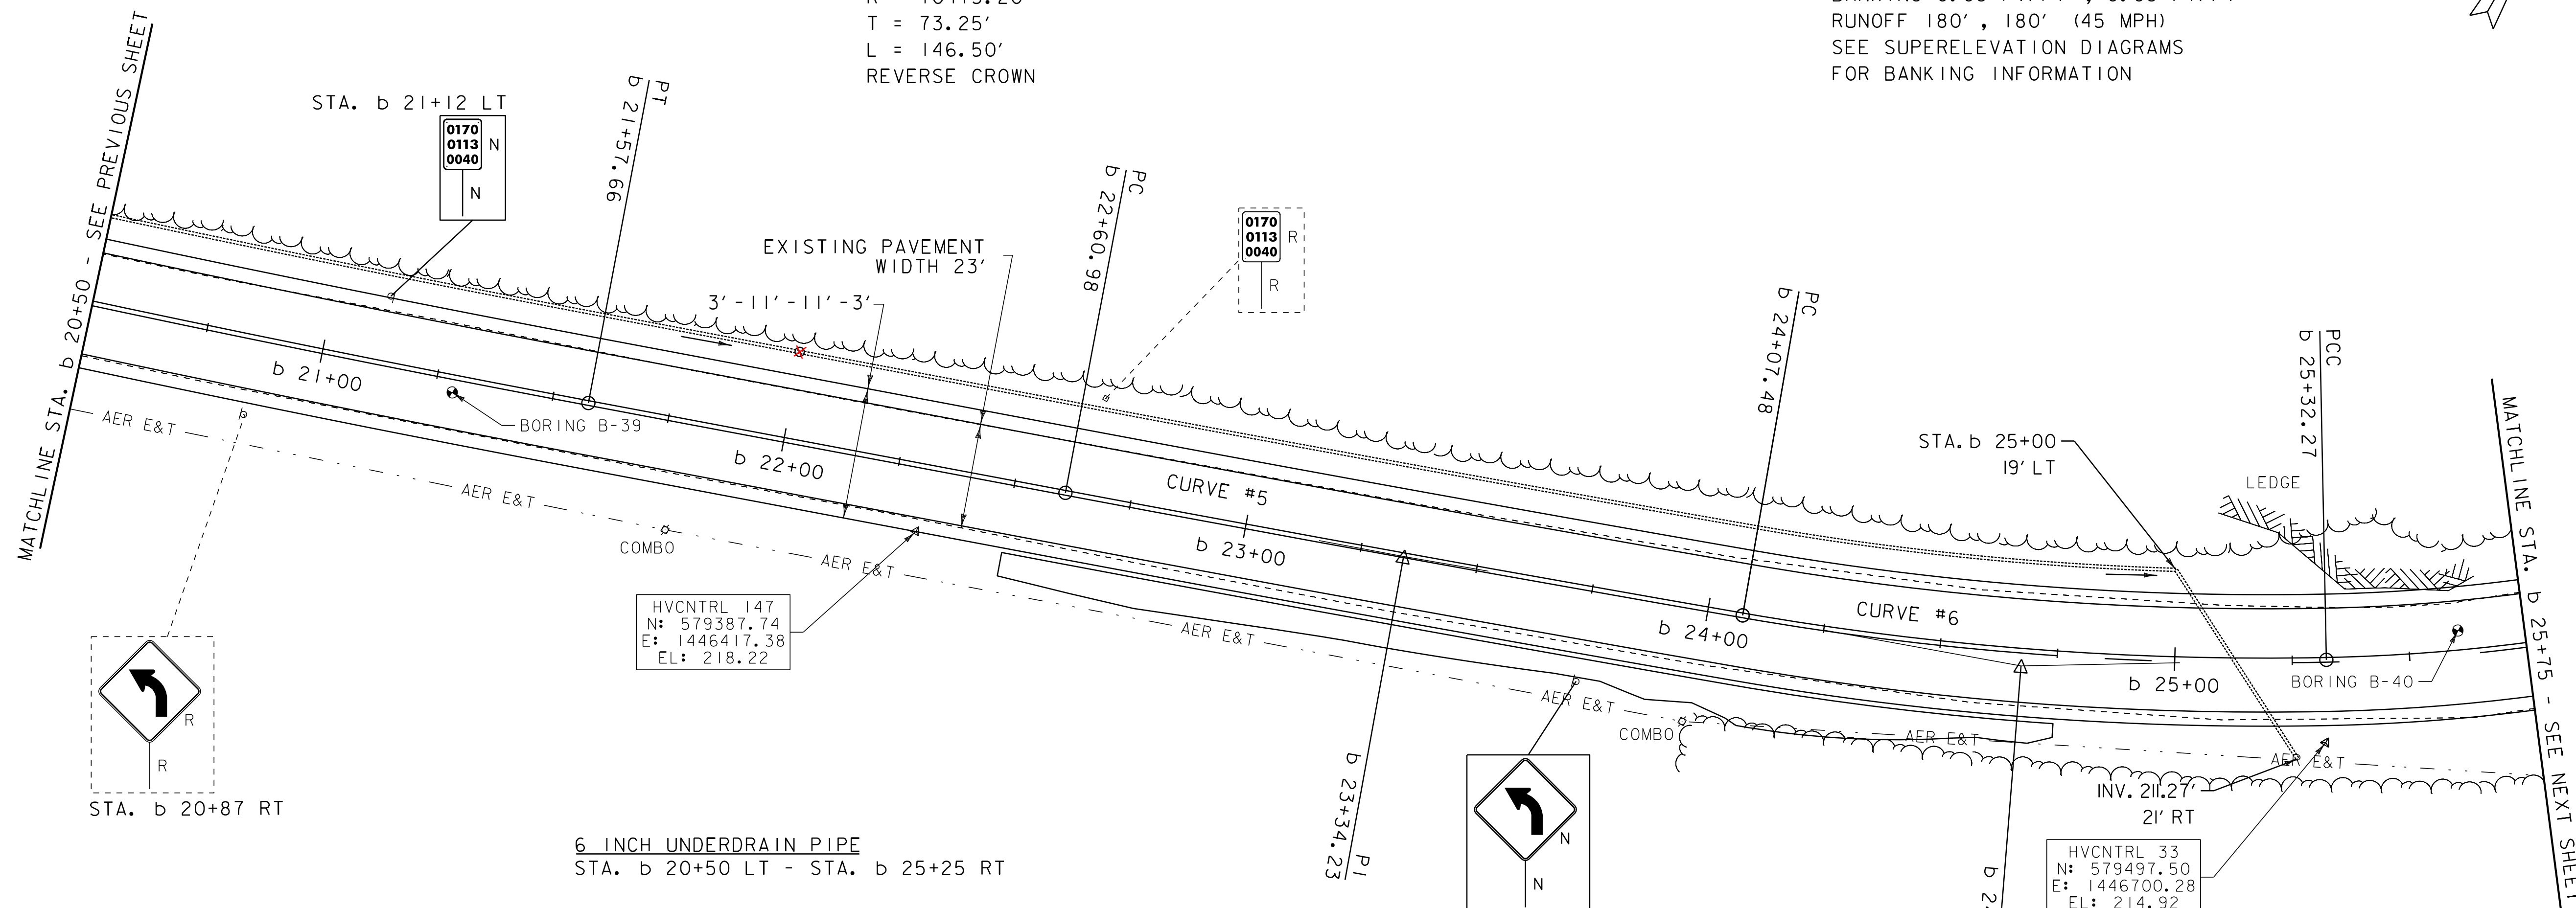 T = 73.25'
L = 146.50'
REVERSE CROWN
RUNOFF 180', 180' (45 MPH)
SEE SUPERELEVATION DIAGRAMS
FOR BANKING INFORMATION
MATCHLINE STA. b 20+50 - SEE PREVIOUS SHEET
STA. b 21+12 LT
0170
0113
0040
N
N
PT
b 21+57.66
EXISTING PAVEMENT
WIDTH 23'
3'-11'-11'-3'
PC
b 22+60.98
0170
0113
0040
R
R
PC
b 24+07.48
PCC
b 25+32.27
STA. b 25+00
19' LT
LEDGE
MATCHLINE STA. b 25+75 - SEE NEXT SHEET
b 21+00
BORING B-39
b 22+00
CURVE #5
b 23+00
b 24+00
CURVE #6
b 25+00
BORING B-40
AER E&T
AER E&T
COMBO
AER E&T
AER E&T
AER E&T
COMBO
AER E&T
AER E&T
HVCNTRL 147
N: 579387.74
E: 1446417.38
EL: 218.22
R
R
STA. b 20+87 RT
6 INCH UNDERDRAIN PIPE
STA. b 20+50 LT - STA. b 25+25 RT
b 23+34.23
PI
N
N
INV. 211.27'
21' RT
HVCNTRL 33
N: 579497.50
E: 1446700.28
EL: 214.92